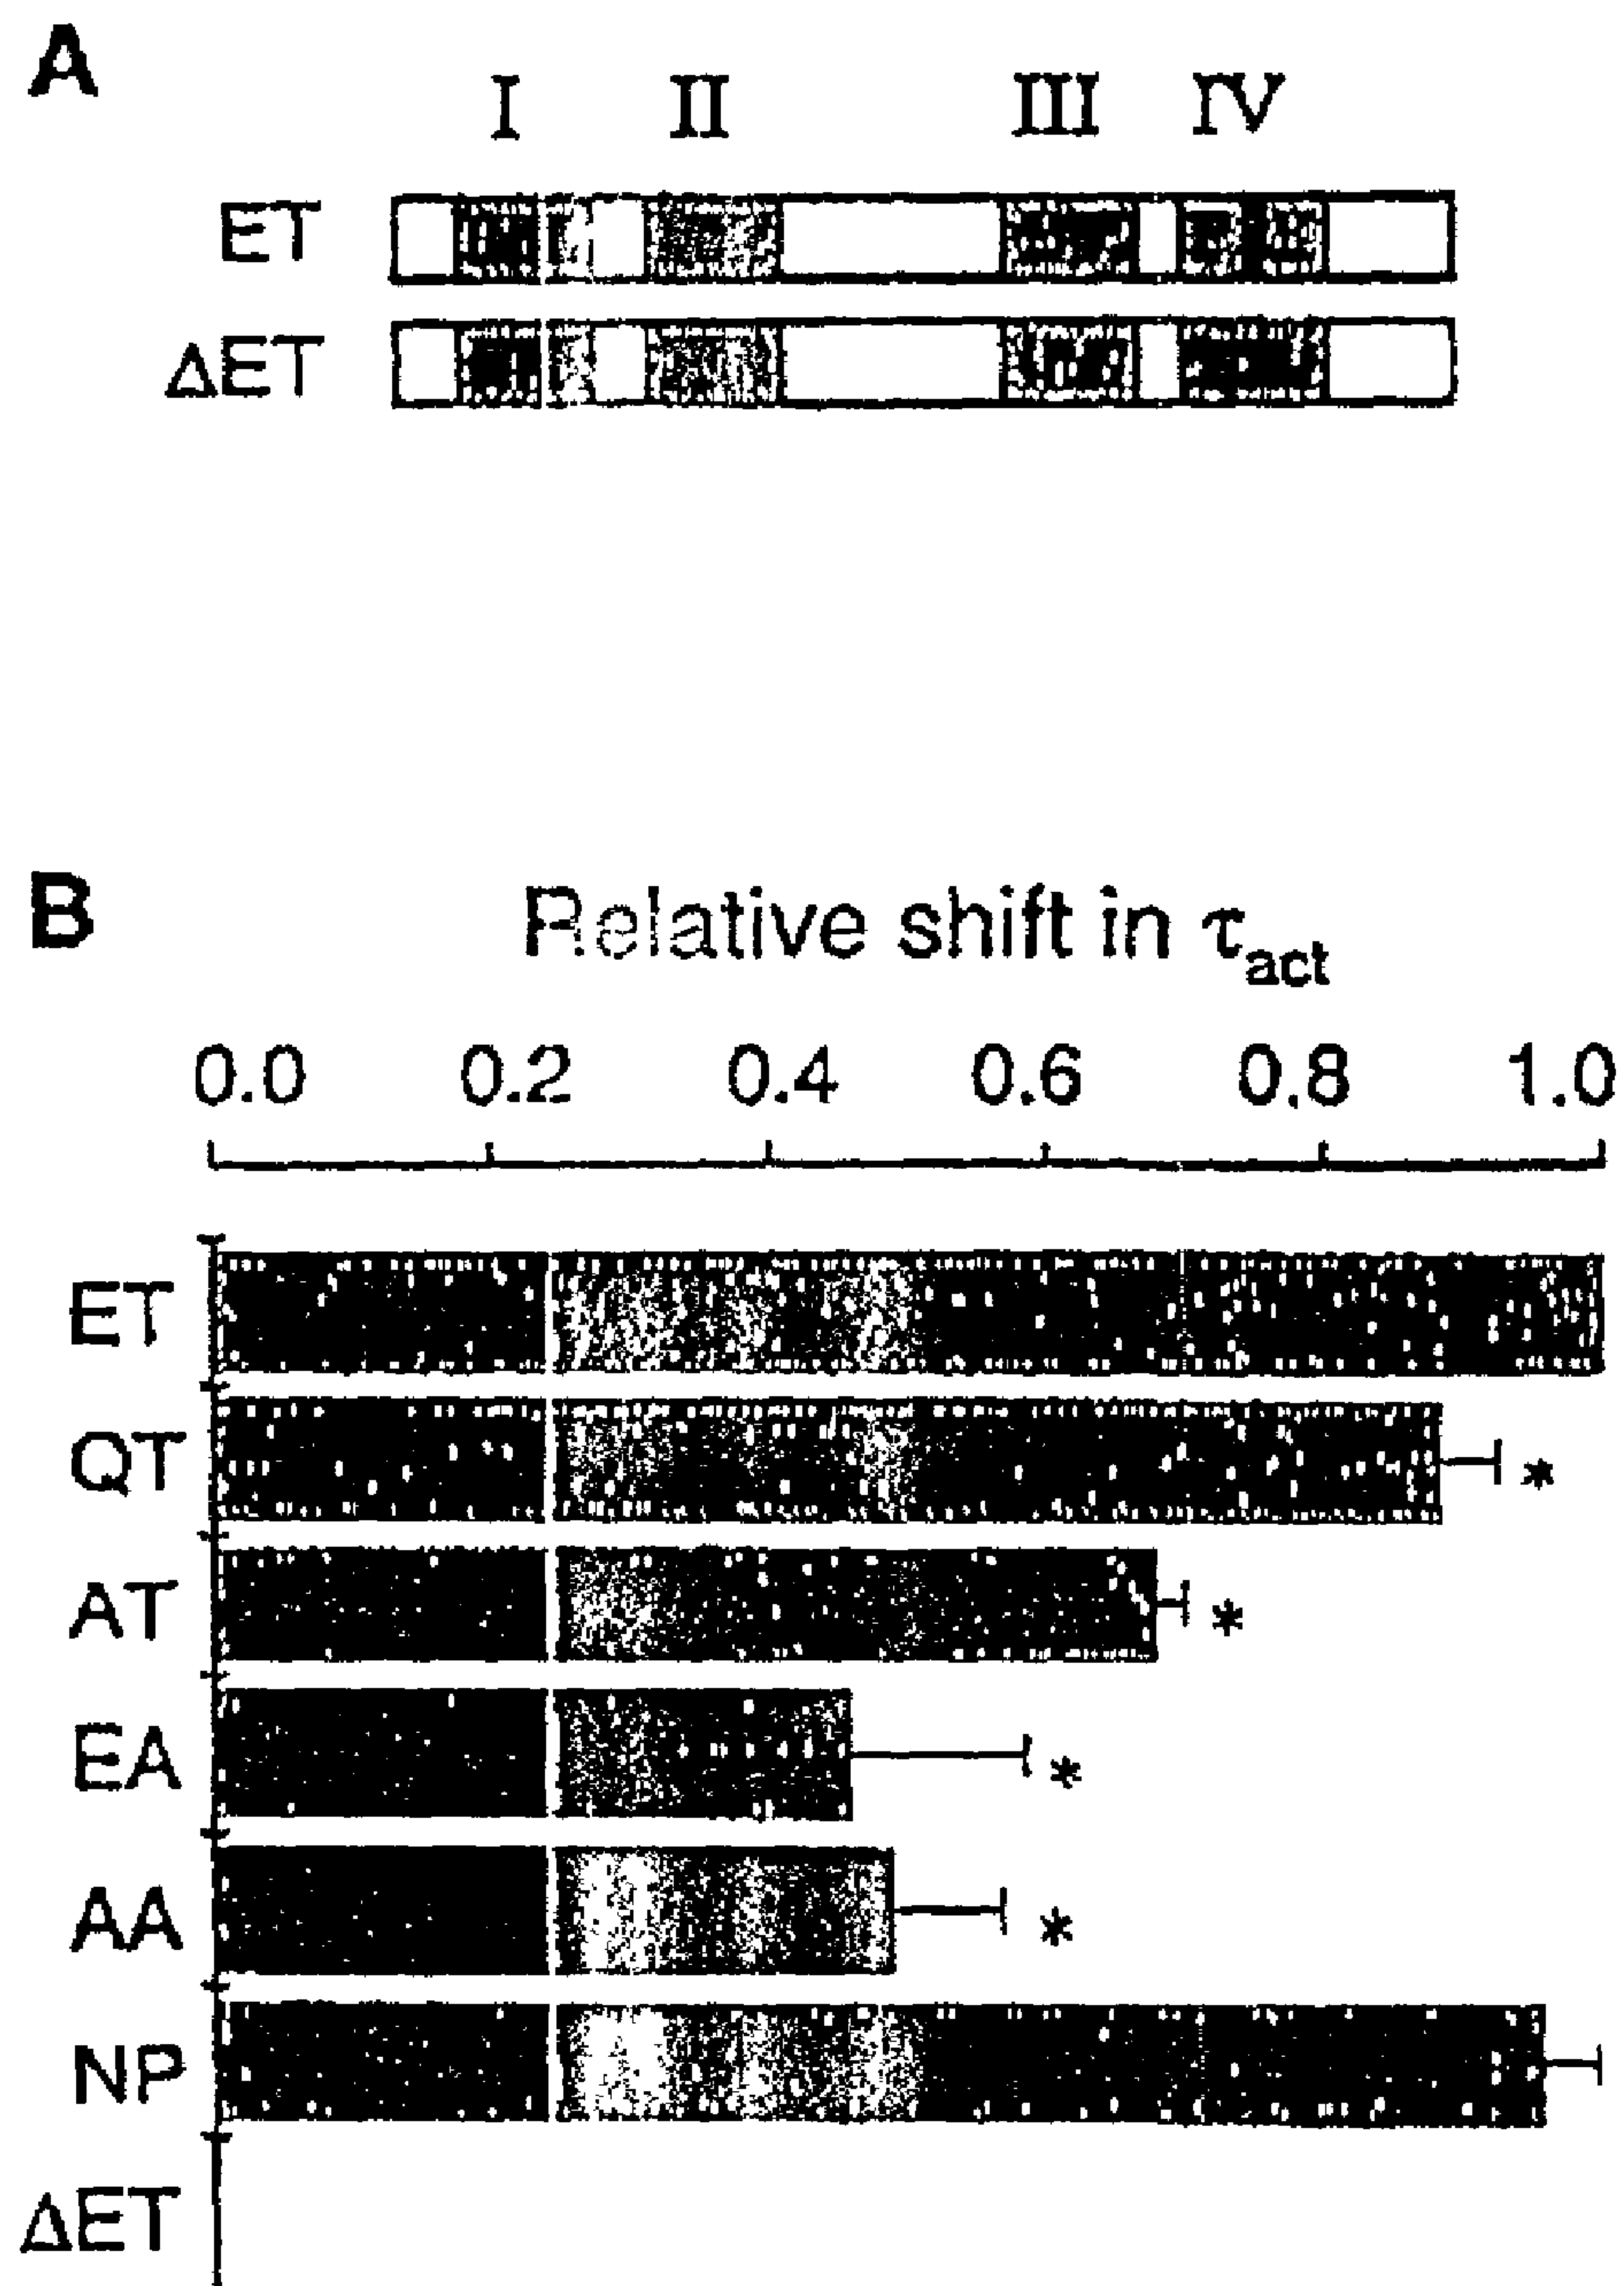 A
I II III IV
ET
ΔET
B
Relative shift in τact
0.0 0.2 0.4 0.6 0.8 1.0
ET
QT *
AT *
EA *
AA *
NP
ΔET